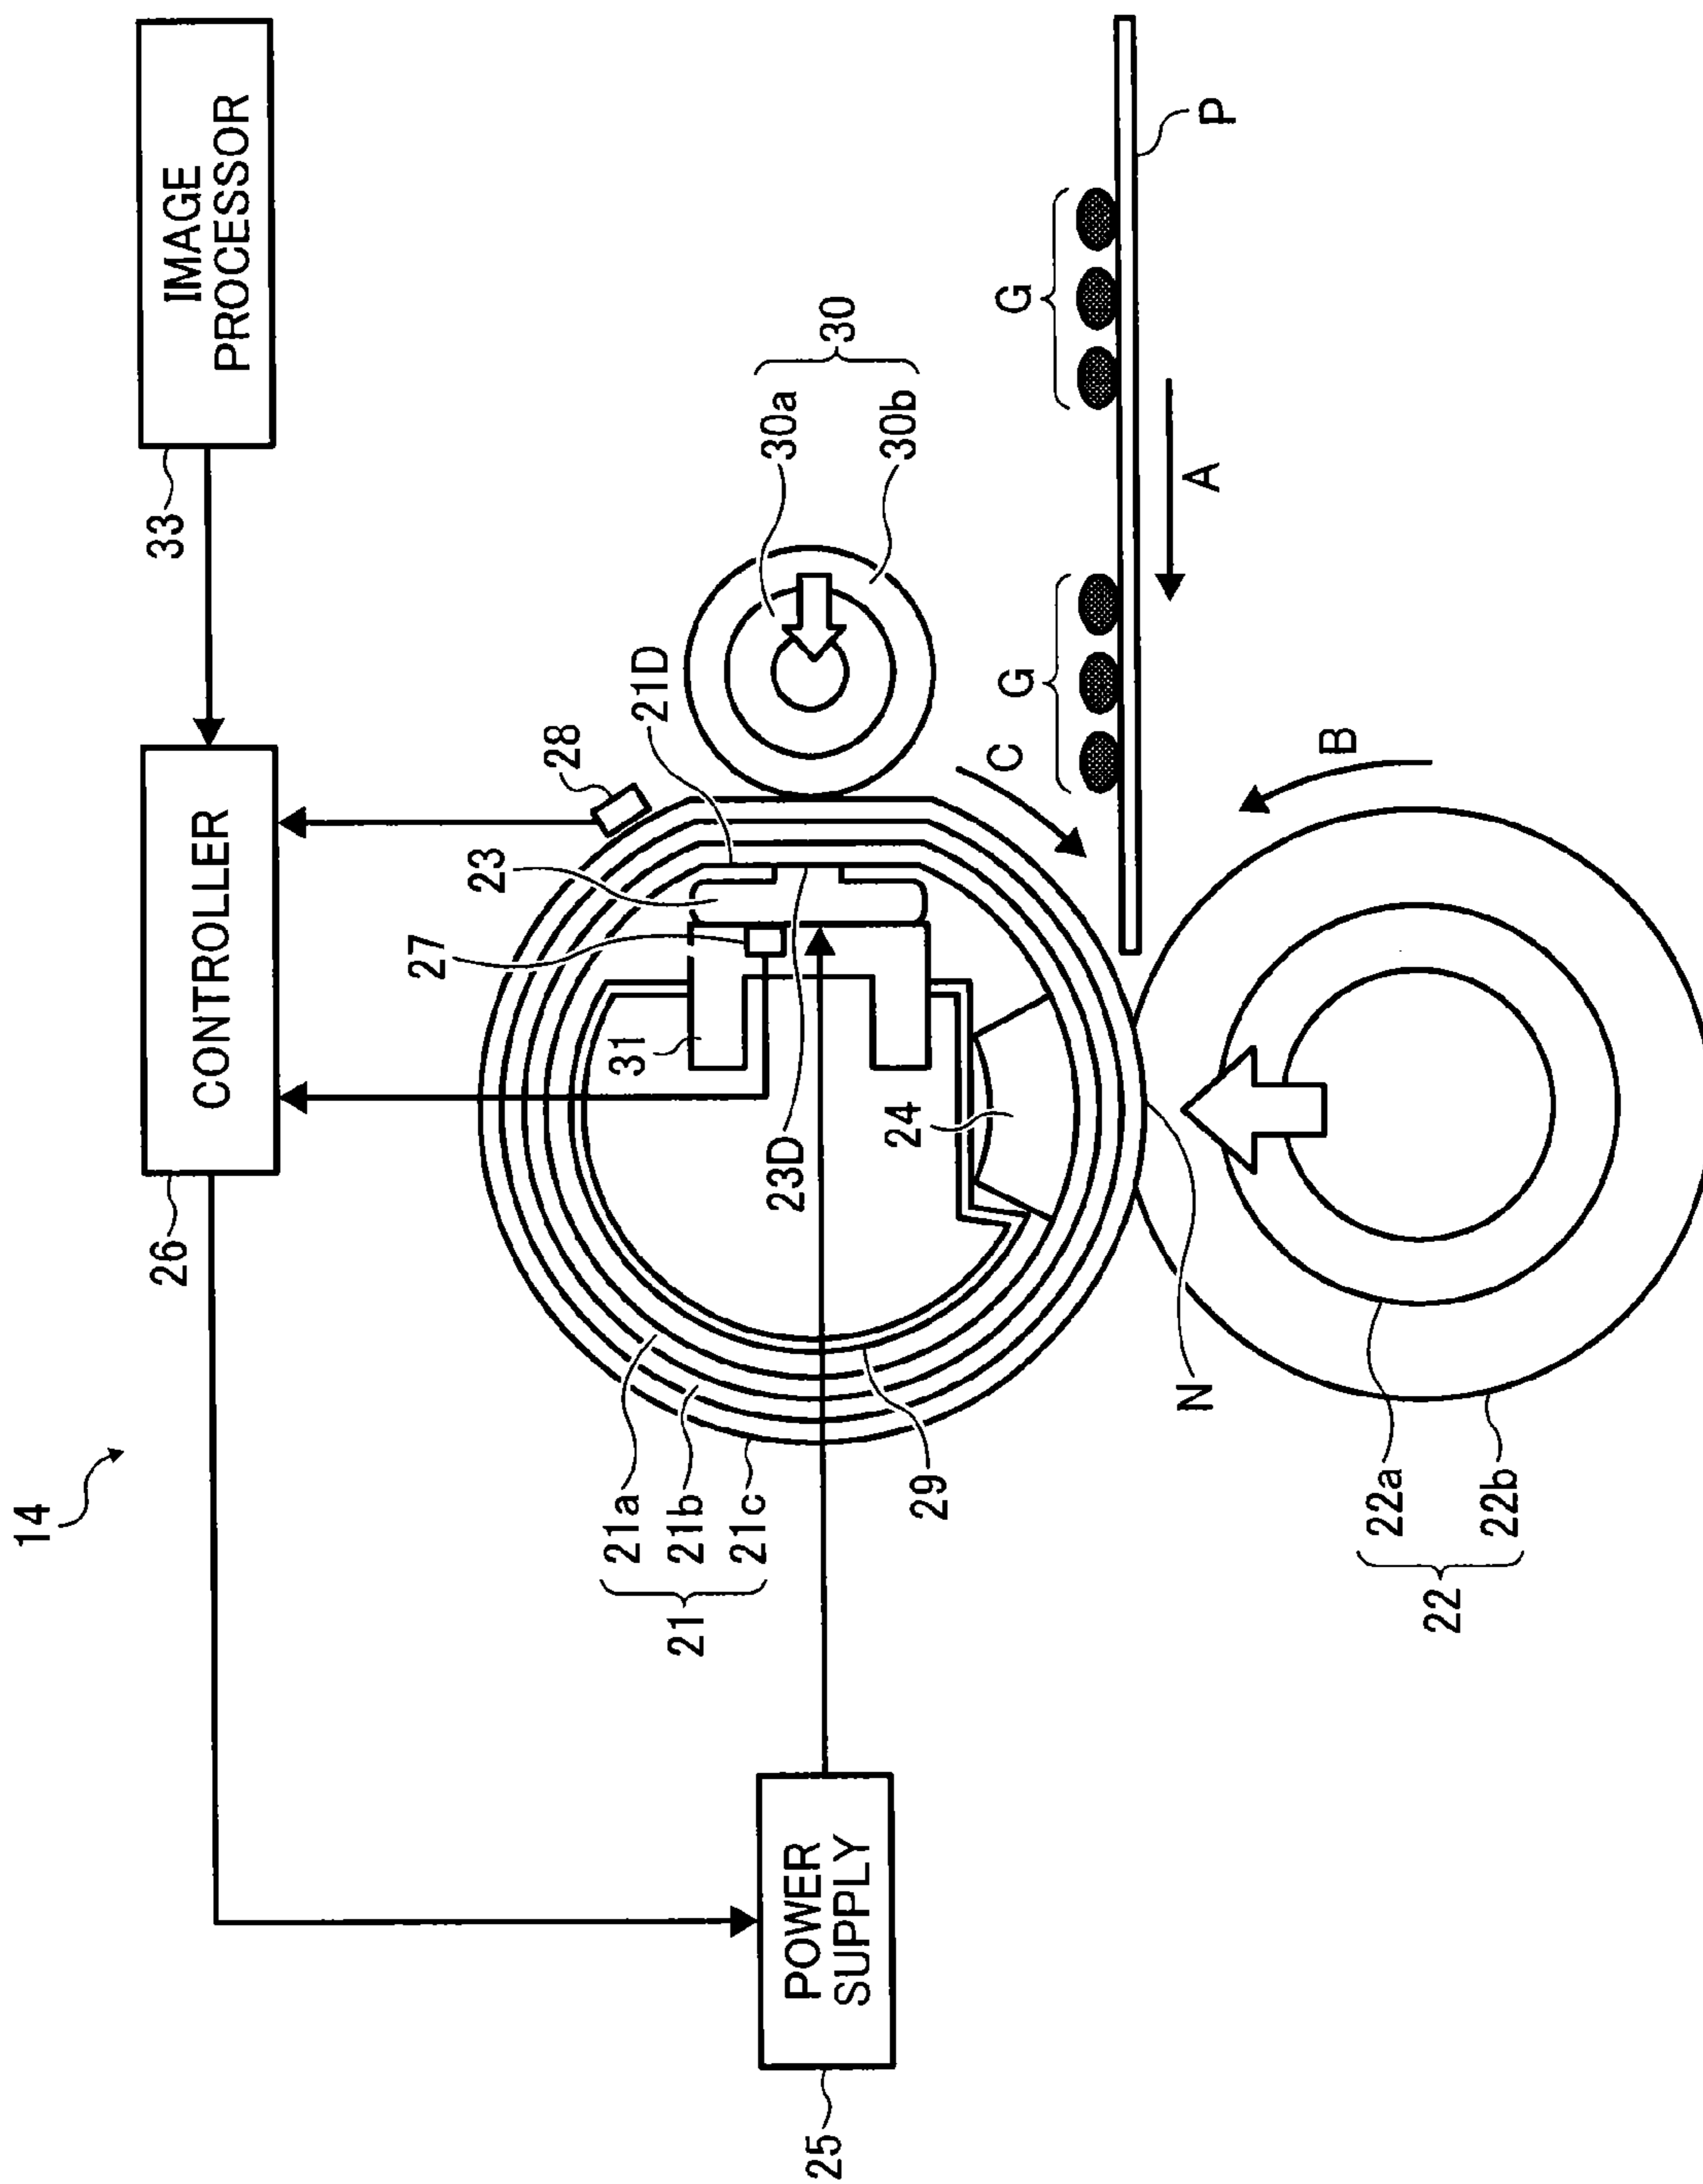 14
IMAGE
PROCESSOR
33
CONTROLLER
26
28
21D
30
30a
30b
23
27
31
23D
24
G
G
P
A
C
B
N
29
21a
21b
21c
21
22a
22b
22
POWER
SUPPLY
25